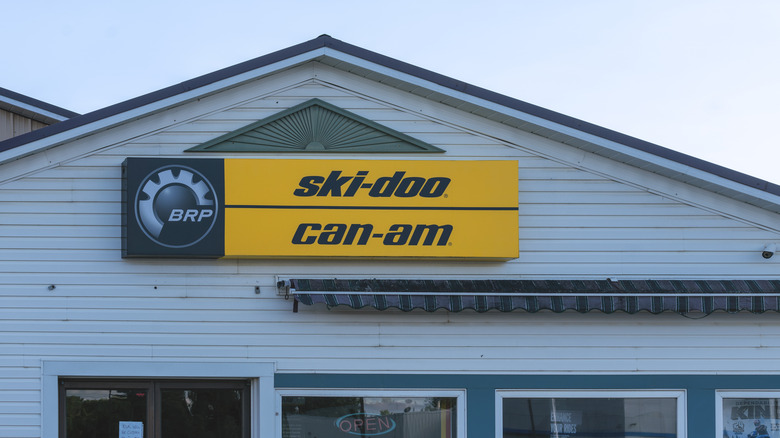 BRP
ski-doo
can-am
OPEN